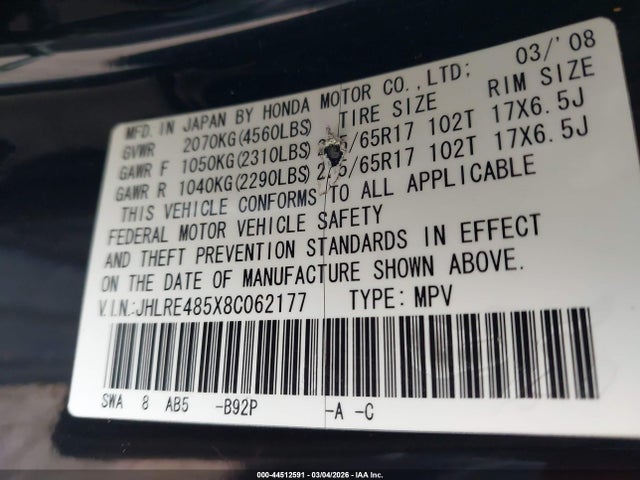 MFD. IN JAPAN BY HONDA MOTOR CO.,LTD; 03/'08
GVWR 2070KG(4560LBS) TIRE SIZE RIM SIZE
GAWR F 1050KG(2310LBS) /65R17 102T 17X6.5J
GAWR R 1040KG(2290LBS) 2 5/65R17 102T 17X6.5J
THIS VEHICLE CONFORMS TO ALL APPLICABLE
FEDERAL MOTOR VEHICLE SAFETY
AND THEFT PREVENTION STANDARDS IN EFFECT
ON THE DATE OF MANUFACTURE SHOWN ABOVE.
V.I.N.:JHLRE485X8C062177 TYPE: MPV
SWA 8 AB5 -B92P -A -C
000-44512591 - 03/04/2026 - IAA Inc.